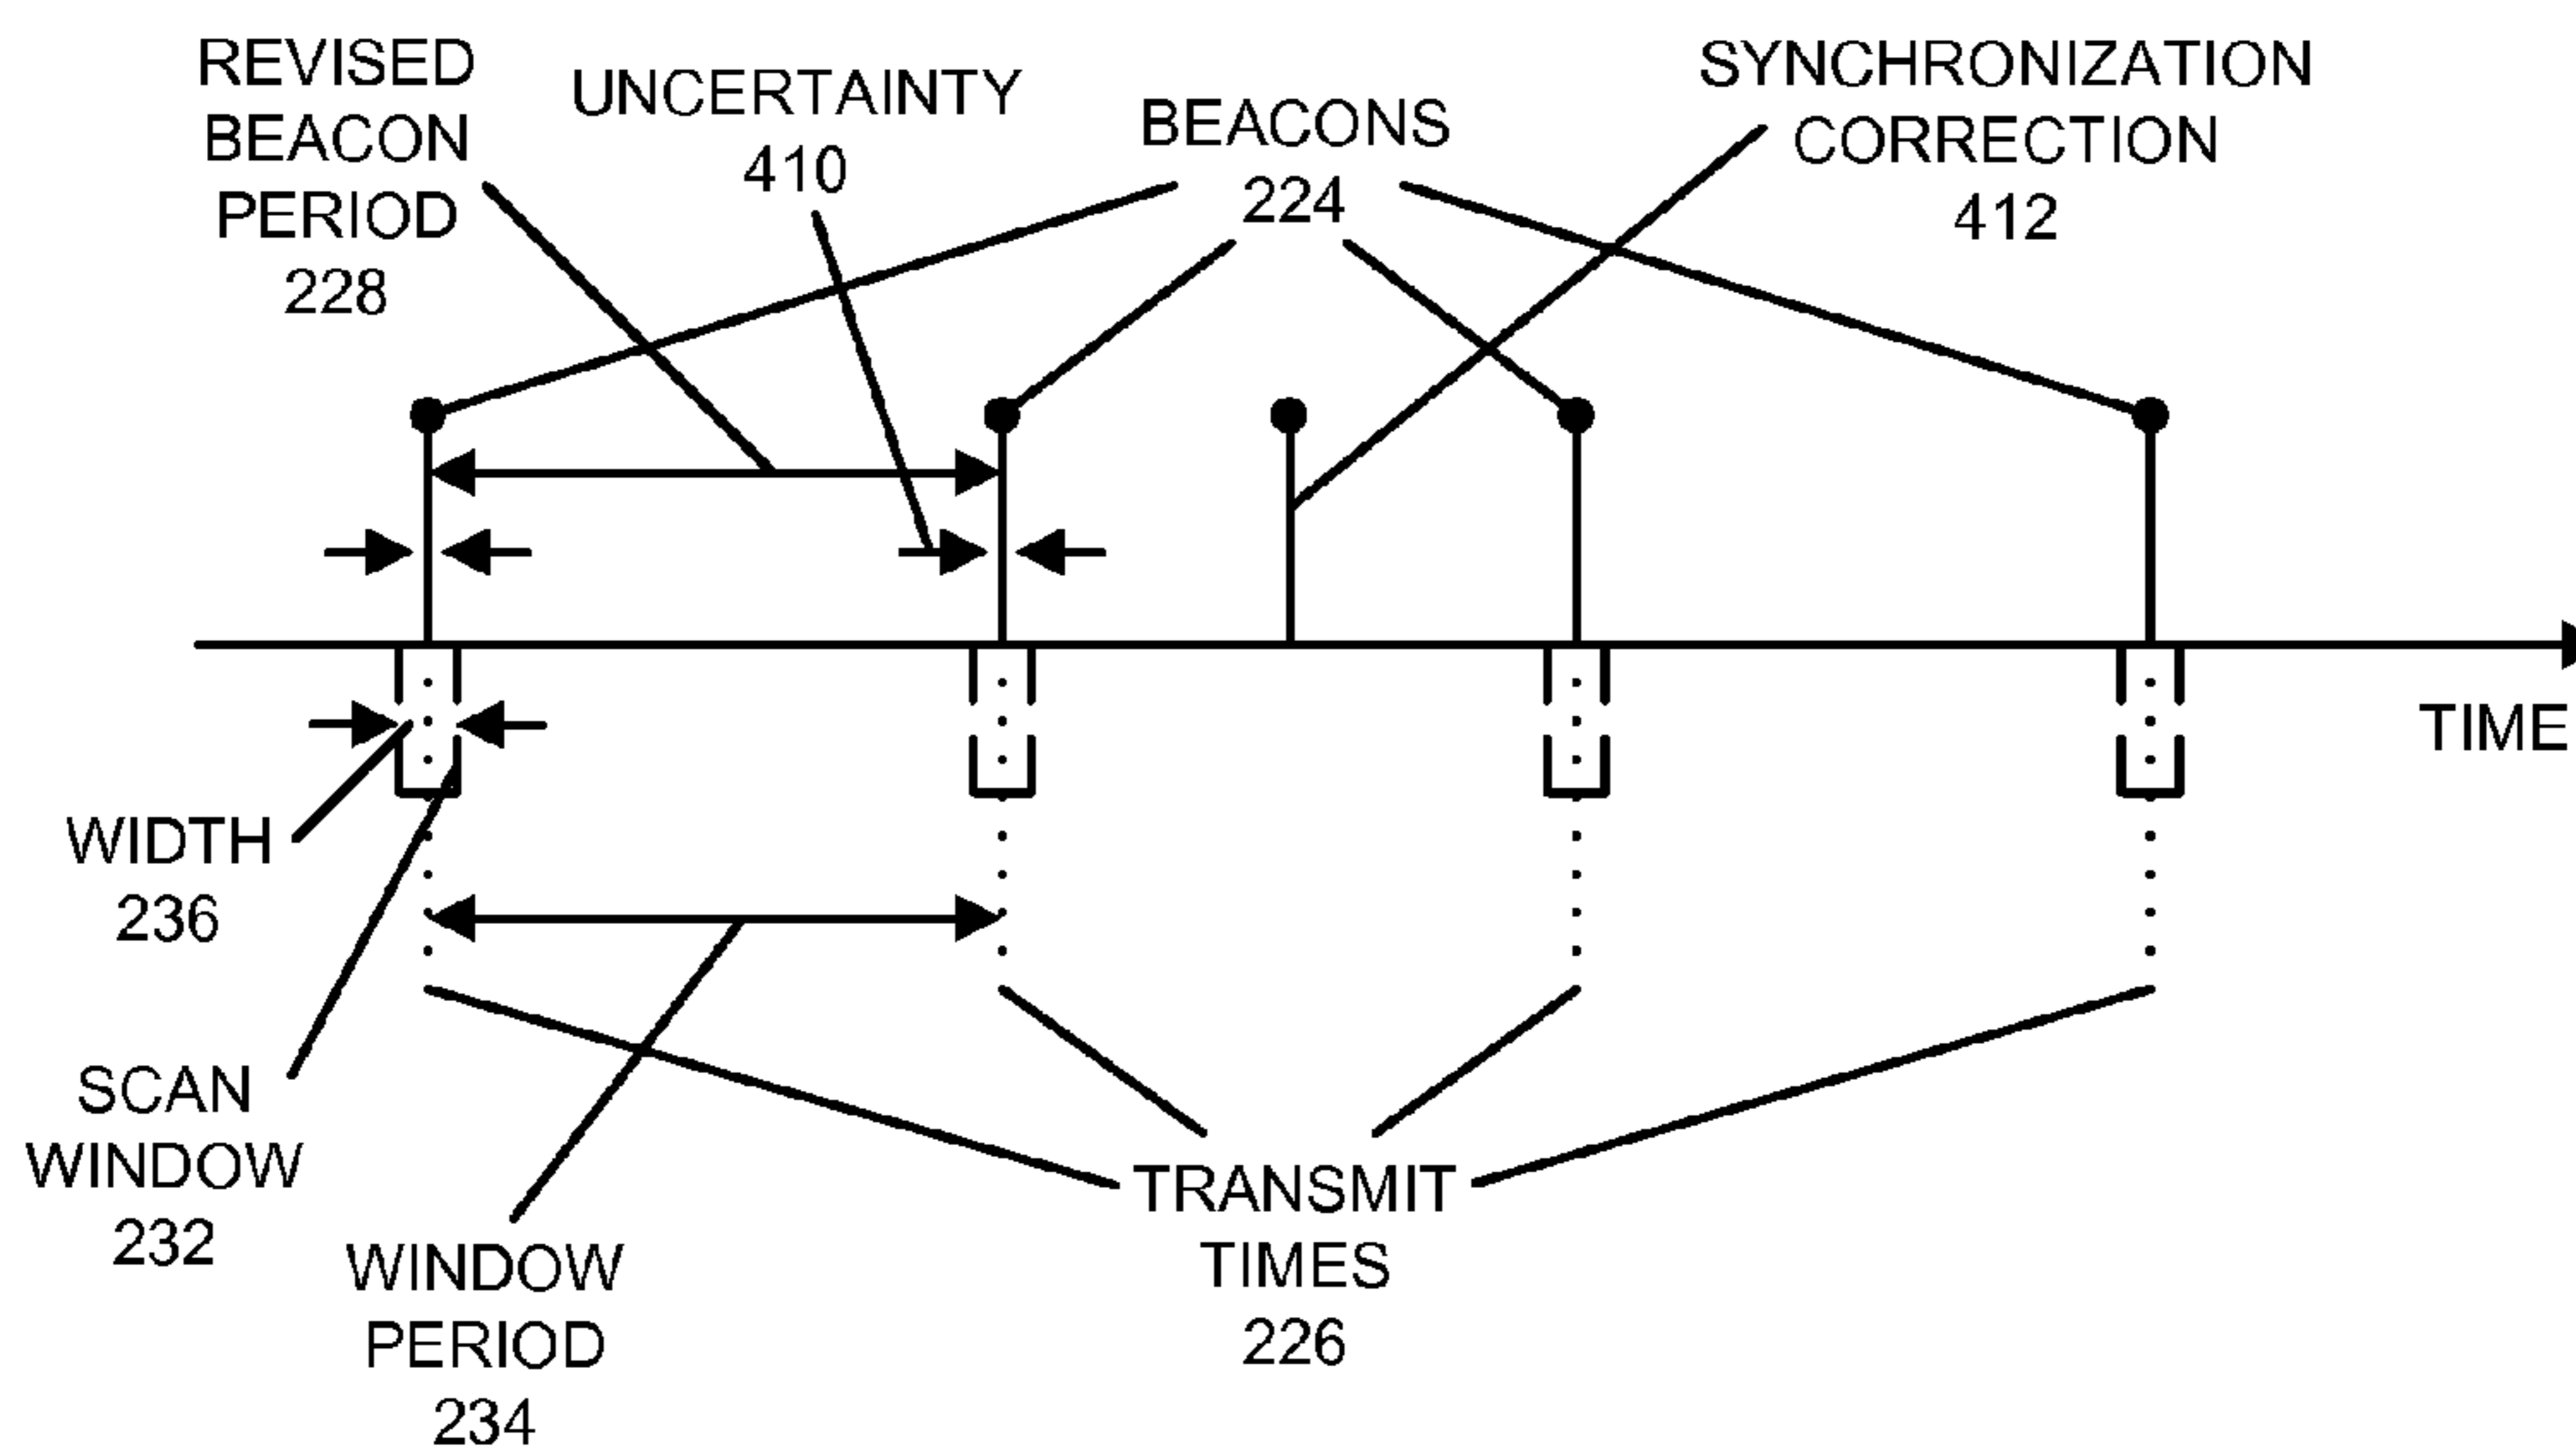 REVISED
BEACON
PERIOD
228
UNCERTAINTY
410
BEACONS
224
SYNCHRONIZATION
CORRECTION
412
TIME
WIDTH
236
SCAN
WINDOW
232
WINDOW
PERIOD
234
TRANSMIT
TIMES
226